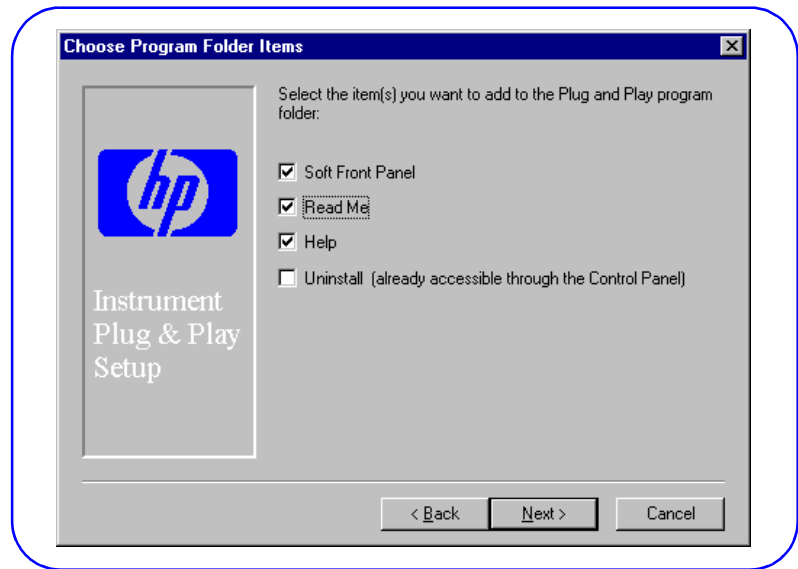 Choose Program Folder Items
Select the item(s) you want to add to the Plug and Play program
folder:
hp
Soft Front Panel
Read Me
Help
Uninstall (already accessible through the Control Panel)
Instrument
Plug & Play
Setup
< Back
Next >
Cancel